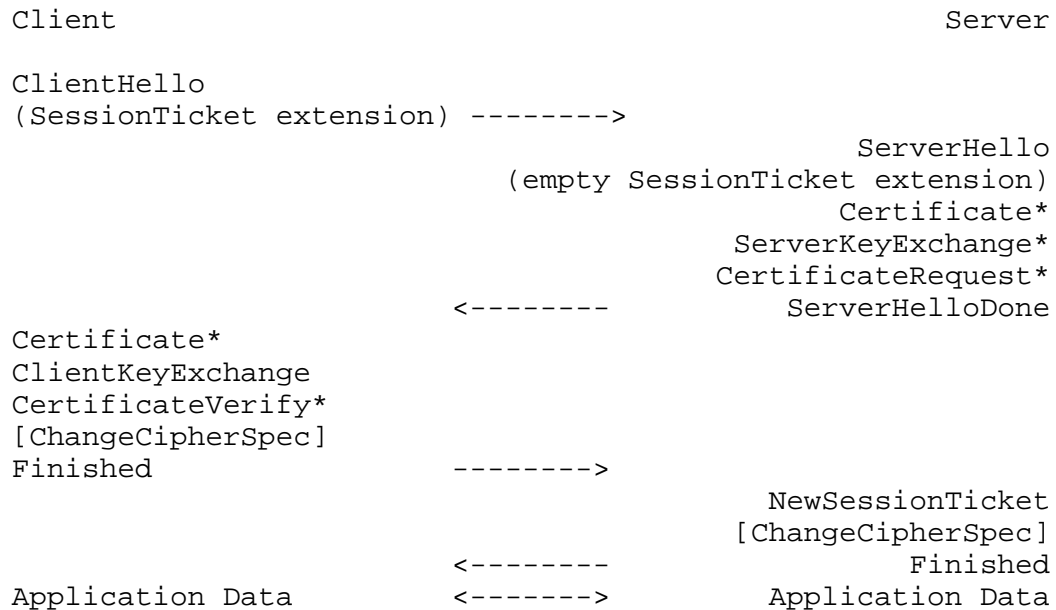 Client                                               Server

ClientHello
(SessionTicket extension) -------->
                                                ServerHello
                            (empty SessionTicket extension)
                                               Certificate*
                                         ServerKeyExchange*
                                        CertificateRequest*
                         <--------          ServerHelloDone
Certificate*
ClientKeyExchange
CertificateVerify*
[ChangeCipherSpec]
Finished                 -------->
                                           NewSessionTicket
                                         [ChangeCipherSpec]
                         <--------                 Finished
Application Data         <------->         Application Data